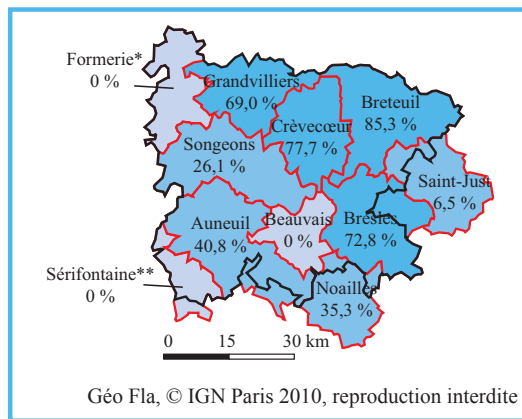 Formerie*
0 %
Grandvilliers
69,0 %
Breteuil
85,3 %
Crèvecœur
77,7 %
Songeons
26,1 %
Saint-Just
6,5 %
Auneuil
40,8 %
Beauvais
0 %
Bresles
72,8 %
Sérifontaine**
0 %
Noailles
35,3 %
0 15 30 km
Géo Fla, © IGN Paris 2010, reproduction interdite